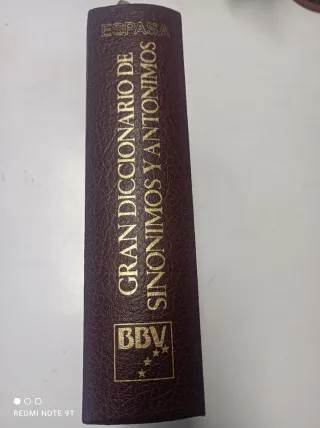 ESPASA
GRAN DICCIONARIO DE
SINONIMOS Y ANTONIMOS
BBV
REDMI NOTE 9T